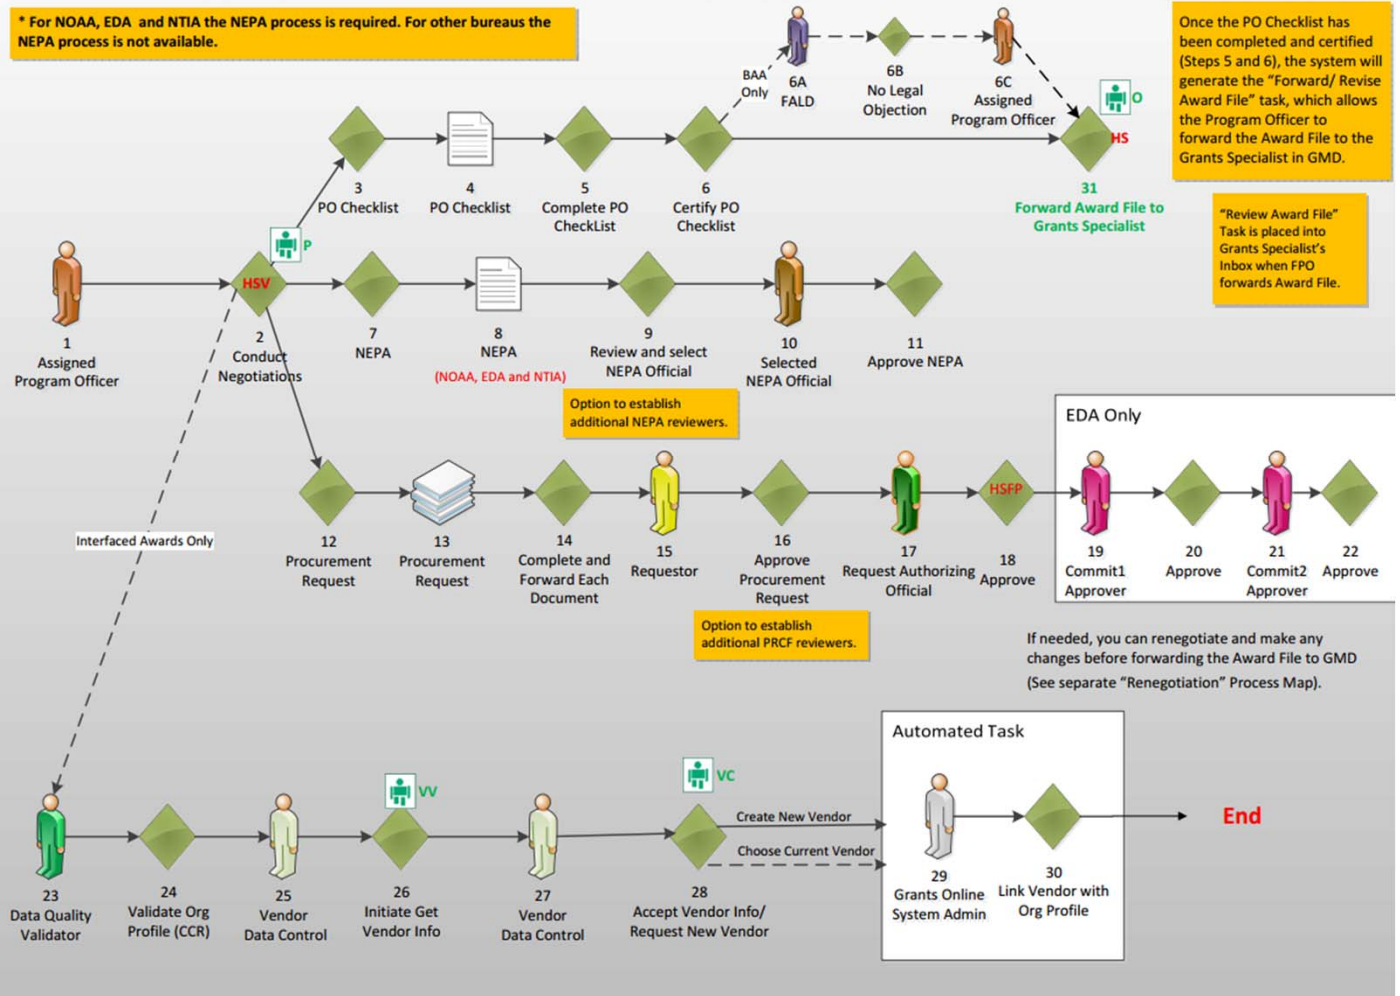 * For NOAA, EDA and NTIA the NEPA process is required. For other bureaus the
NEPA process is not available.
BAA
Only
6A
FALD
6B
No Legal
Objection
6C
Assigned
Program Officer
O
HS
Once the PO Checklist has
been completed and certified
(Steps 5 and 6), the system will
generate the “Forward/ Revise
Award File” task, which allows
the Program Officer to
forward the Award File to the
Grants Specialist in GMD.
3
PO Checklist
4
PO Checklist
5
Complete PO
CheckList
6
Certify PO
Checklist
31
Forward Award File to
Grants Specialist
“Review Award File”
Task is placed into
Grants Specialist’s
Inbox when FPO
forwards Award File.
P
HSV
1
Assigned
Program Officer
2
Conduct
Negotiations
7
NEPA
8
NEPA
(NOAA, EDA and NTIA)
9
Review and select
NEPA Official
10
Selected
NEPA Official
11
Approve NEPA
Option to establish
additional NEPA reviewers.
EDA Only
HSFP
Interfaced Awards Only
12
Procurement
Request
13
Procurement
Request
14
Complete and
Forward Each
Document
15
Requestor
16
Approve
Procurement
Request
17
Request Authorizing
Official
18
Approve
19
Commit1
Approver
20
Approve
21
Commit2
Approver
22
Approve
Option to establish
additional PRCF reviewers.
If needed, you can renegotiate and make any
changes before forwarding the Award File to GMD
(See separate “Renegotiation” Process Map).
Automated Task
VV
VC
Create New Vendor
Choose Current Vendor
End
23
Data Quality
Validator
24
Validate Org
Profile (CCR)
25
Vendor
Data Control
26
Initiate Get
Vendor Info
27
Vendor
Data Control
28
Accept Vendor Info/
Request New Vendor
29
Grants Online
System Admin
30
Link Vendor with
Org Profile